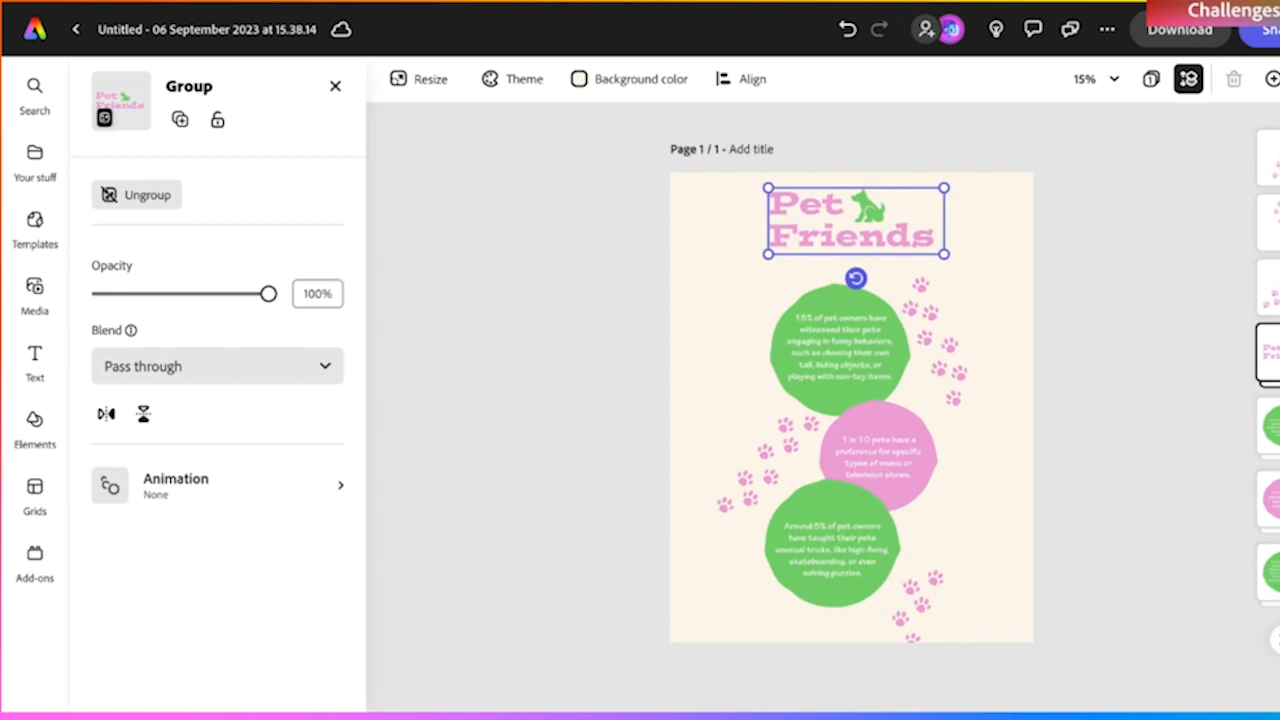 Challenges
Untitled - 06 September 2023 at 15.38.14
Download
Group
Resize
Theme
Background color
Align
15%
Search
Your stuff
Templates
Media
Text
Elements
Grids
Add-ons
Ungroup
Opacity
100%
Blend
Pass through
Animation
None
Page 1 / 1 - Add title
Pet
Friends
15% of pet owners have
witnessed their pets
engaging in funny behaviors,
such as chasing their own
tail, hiding objects, or
playing with non-toy items.
1 in 10 pets have a
preference for specific
types of music or
television shows.
Around 5% of pet owners
have taught their pets
unusual tricks, like high-fiving,
skateboarding, or even
solving puzzles.